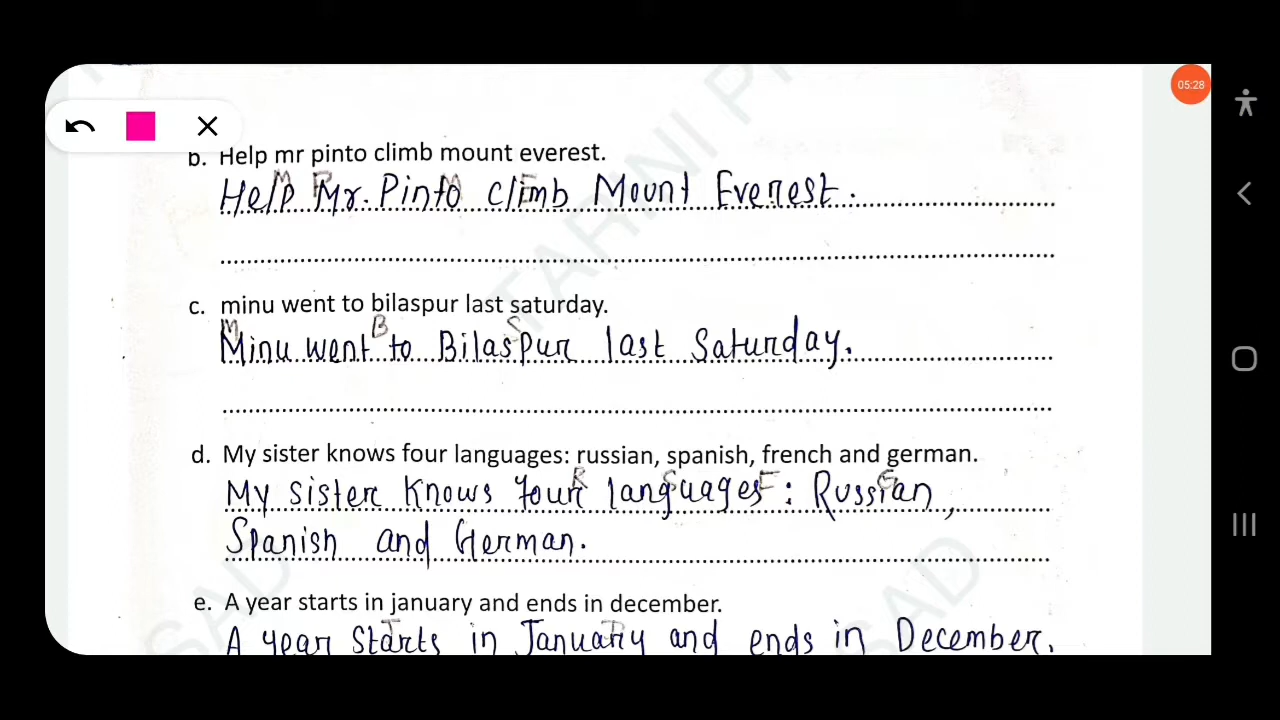 05:28
b. Help mr pinto climb mount everest.
M P M E
Help Mr. Pinto climb Mount Everest.
c. minu went to bilaspur last saturday.
M B S
Minu went to Bilaspur last Saturday.
d. My sister knows four languages: russian, spanish, french and german.
R S F G
My sister knows four languages: Russian,
Spanish and German.
e. A year starts in january and ends in december.
J D
A year starts in January and ends in December.
TARNI P
SAD
SAD